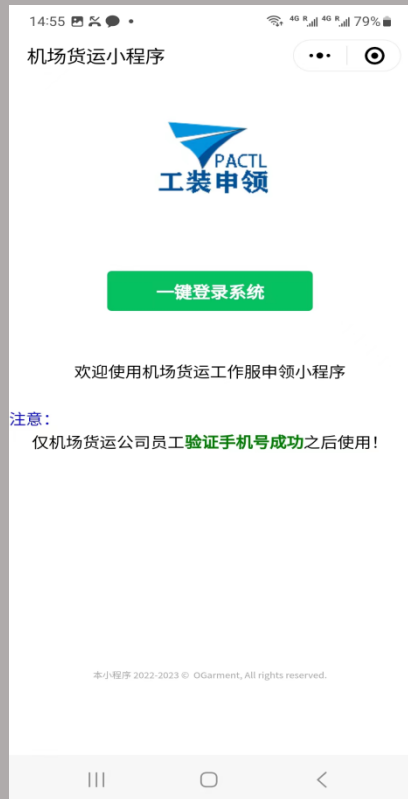 14:55 4G R 4G R 79%
机场货运小程序
PACTL
工装申领
一键登录系统
欢迎使用机场货运工作服申领小程序
注意：
仅机场货运公司员工验证手机号成功之后使用！
本小程序 2022-2023 © OGarment, All rights reserved.